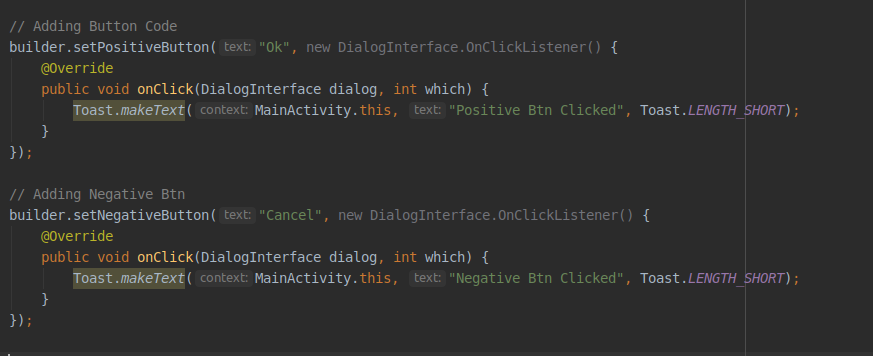 // Adding Button Code
builder.setPositiveButton( text: "Ok", new DialogInterface.OnClickListener() {
@Override
public void onClick(DialogInterface dialog, int which) {
Toast.makeText( context: MainActivity.this, text: "Positive Btn Clicked", Toast.LENGTH_SHORT);
}
});
// Adding Negative Btn
builder.setNegativeButton( text: "Cancel", new DialogInterface.OnClickListener() {
@Override
public void onClick(DialogInterface dialog, int which) {
Toast.makeText( context: MainActivity.this, text: "Negative Btn Clicked", Toast.LENGTH_SHORT);
}
});